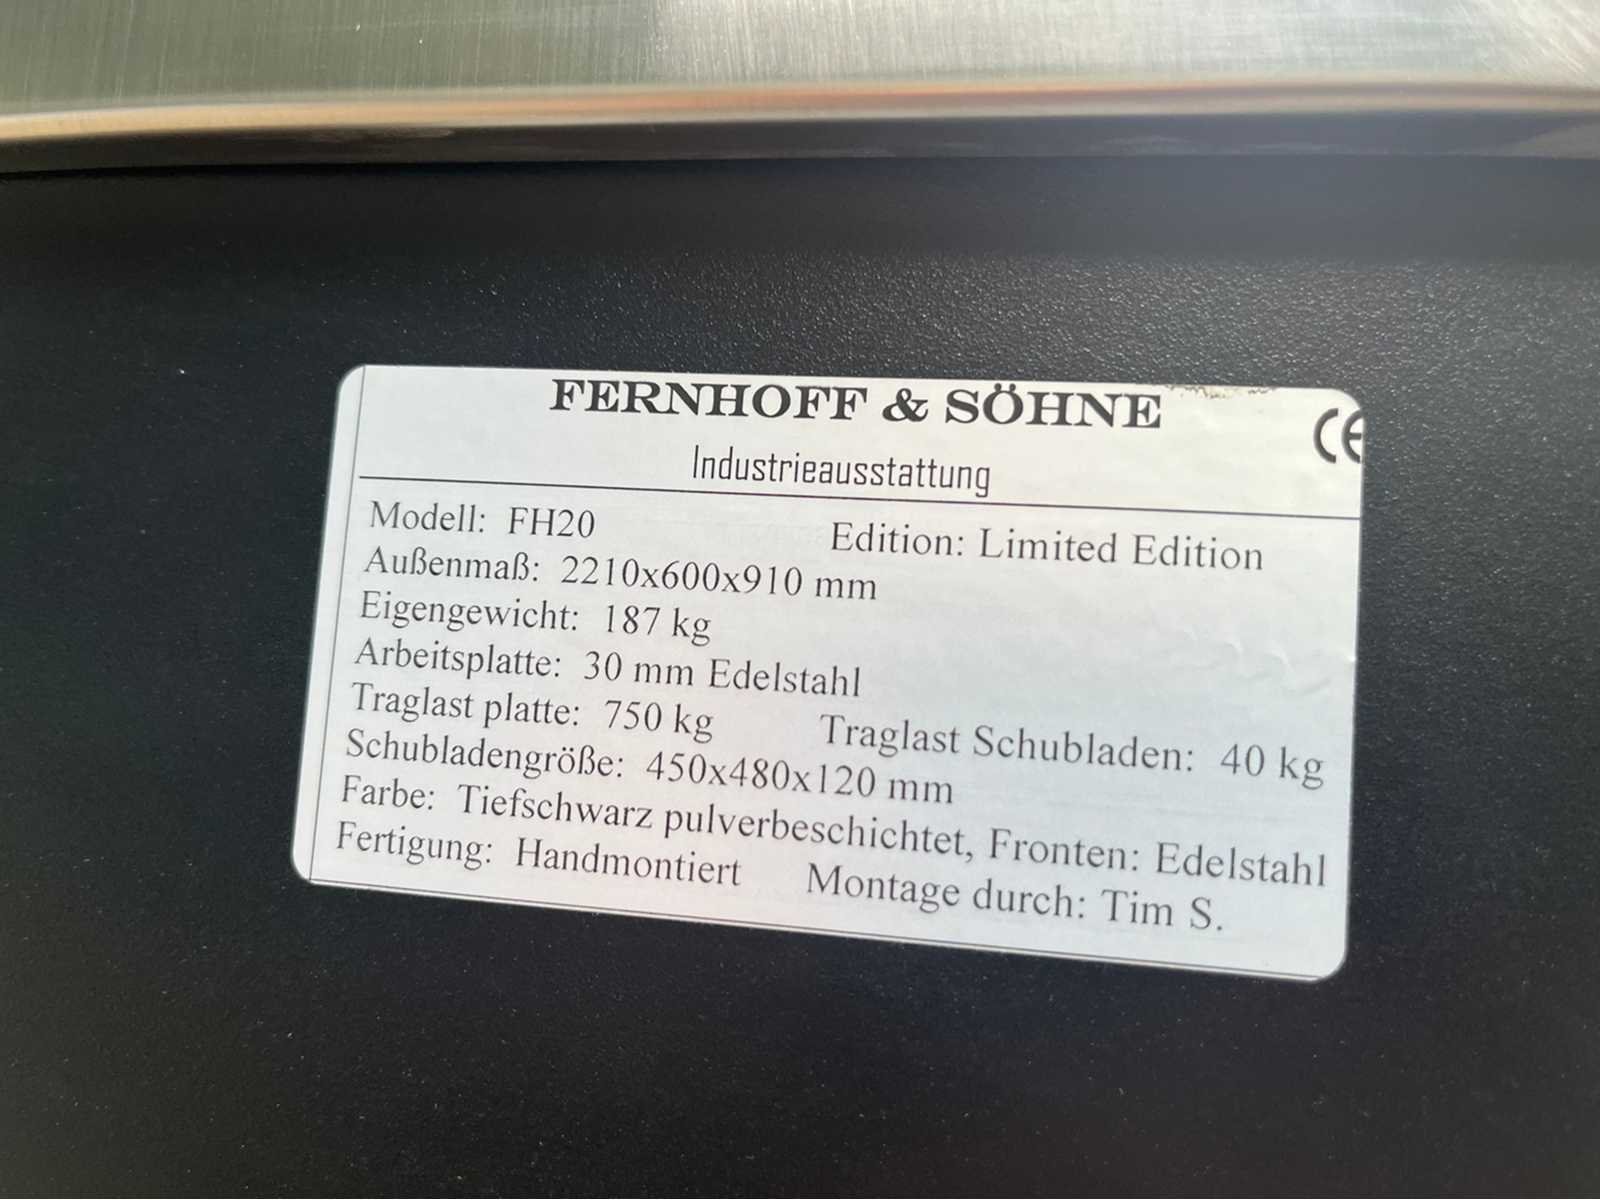 FERNHOFF & SÖHNE
CE
Industrieausstattung
Modell: FH20 Edition: Limited Edition
Außenmaß: 2210x600x910 mm
Eigengewicht: 187 kg
Arbeitsplatte: 30 mm Edelstahl
Traglast platte: 750 kg Traglast Schubladen: 40 kg
Schubladengröße: 450x480x120 mm
Farbe: Tiefschwarz pulverbeschichtet, Fronten: Edelstahl
Fertigung: Handmontiert Montage durch: Tim S.